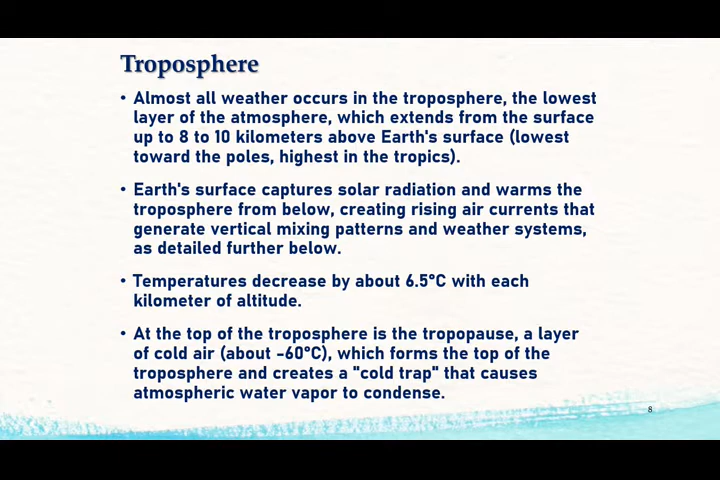 Troposphere
• Almost all weather occurs in the troposphere, the lowest
layer of the atmosphere, which extends from the surface
up to 8 to 10 kilometers above Earth's surface (lowest
toward the poles, highest in the tropics).
• Earth's surface captures solar radiation and warms the
troposphere from below, creating rising air currents that
generate vertical mixing patterns and weather systems,
as detailed further below.
• Temperatures decrease by about 6.5°C with each
kilometer of altitude.
• At the top of the troposphere is the tropopause, a layer
of cold air (about -60°C), which forms the top of the
troposphere and creates a "cold trap" that causes
atmospheric water vapor to condense.
8